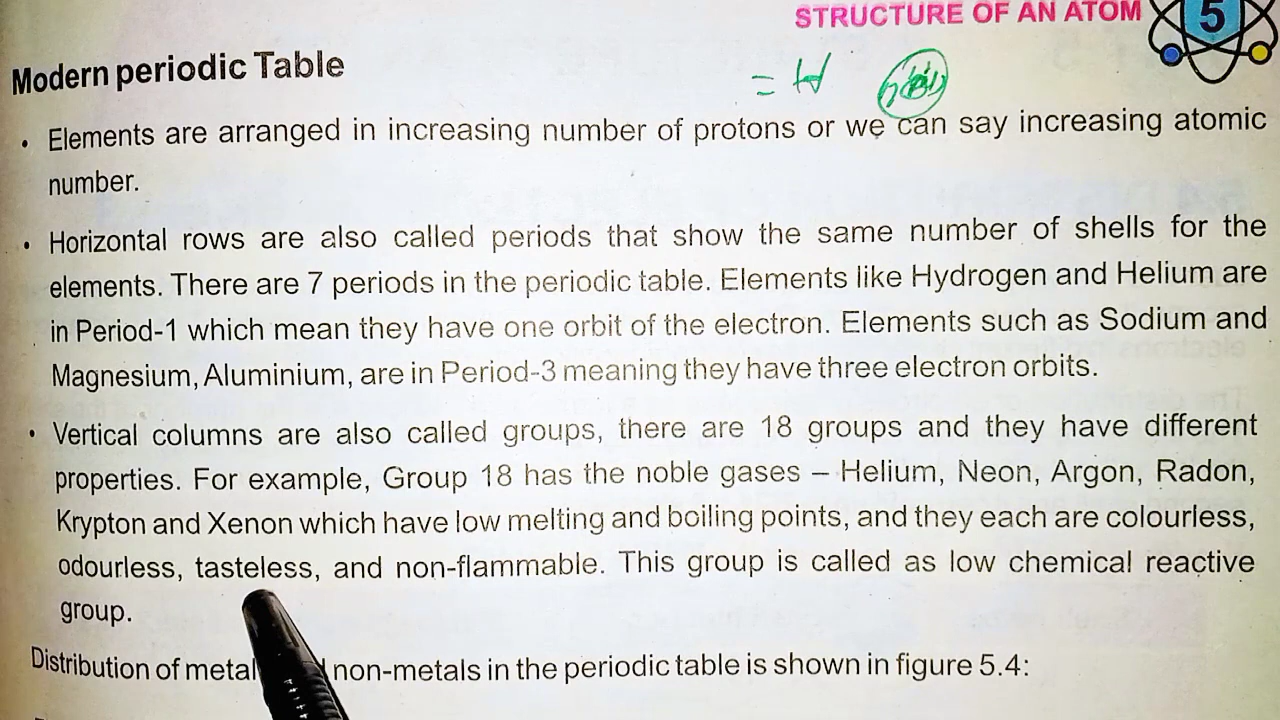 STRUCTURE OF AN ATOM 5
Modern periodic Table
= H
• Elements are arranged in increasing number of protons or we can say increasing atomic
number.
• Horizontal rows are also called periods that show the same number of shells for the
elements. There are 7 periods in the periodic table. Elements like Hydrogen and Helium are
in Period-1 which mean they have one orbit of the electron. Elements such as Sodium and
Magnesium, Aluminium, are in Period-3 meaning they have three electron orbits.
• Vertical columns are also called groups, there are 18 groups and they have different
properties. For example, Group 18 has the noble gases – Helium, Neon, Argon, Radon,
Krypton and Xenon which have low melting and boiling points, and they each are colourless,
odourless, tasteless, and non-flammable. This group is called as low chemical reactive
group.
Distribution of metal non-metals in the periodic table is shown in figure 5.4: